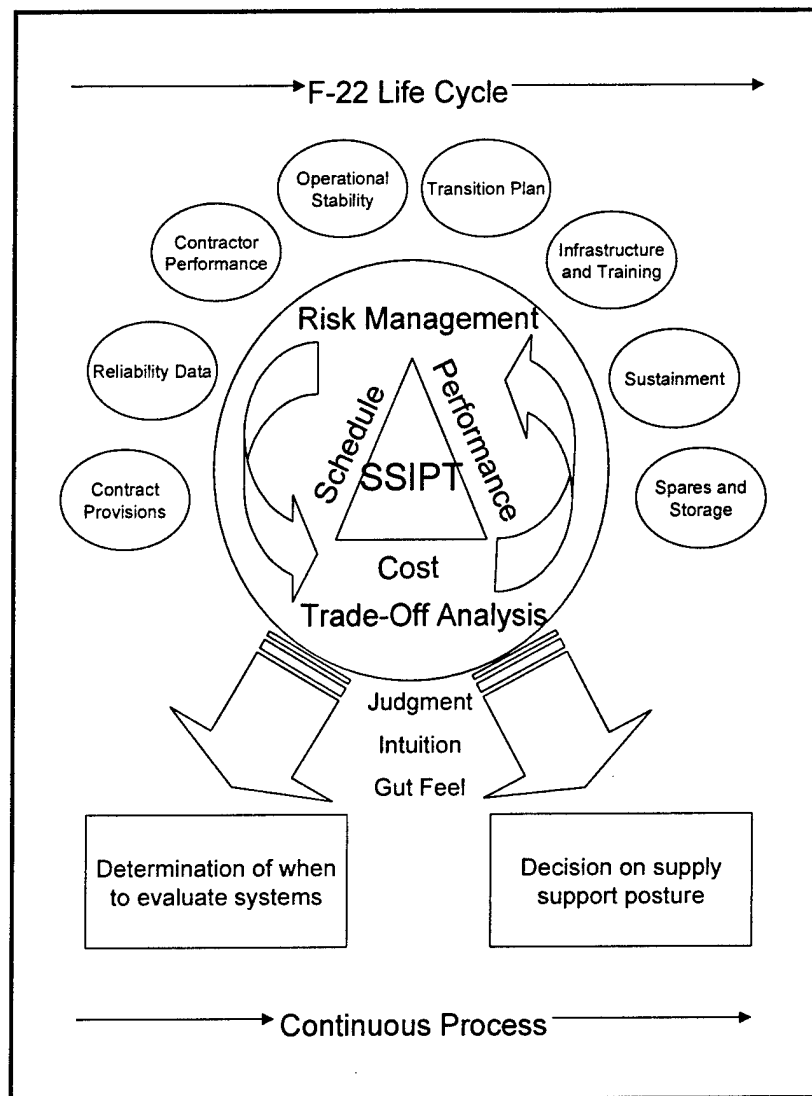 F-22 Life Cycle
Operational
Stability
Transition Plan
Contractor
Performance
Infrastructure
and Training
Reliability Data
Sustainment
Contract
Provisions
Spares and
Storage
Risk Management
Schedule
Performance
SSIPT
Cost
Trade-Off Analysis
Judgment
Intuition
Gut Feel
Determination of when
to evaluate systems
Decision on supply
support posture
Continuous Process